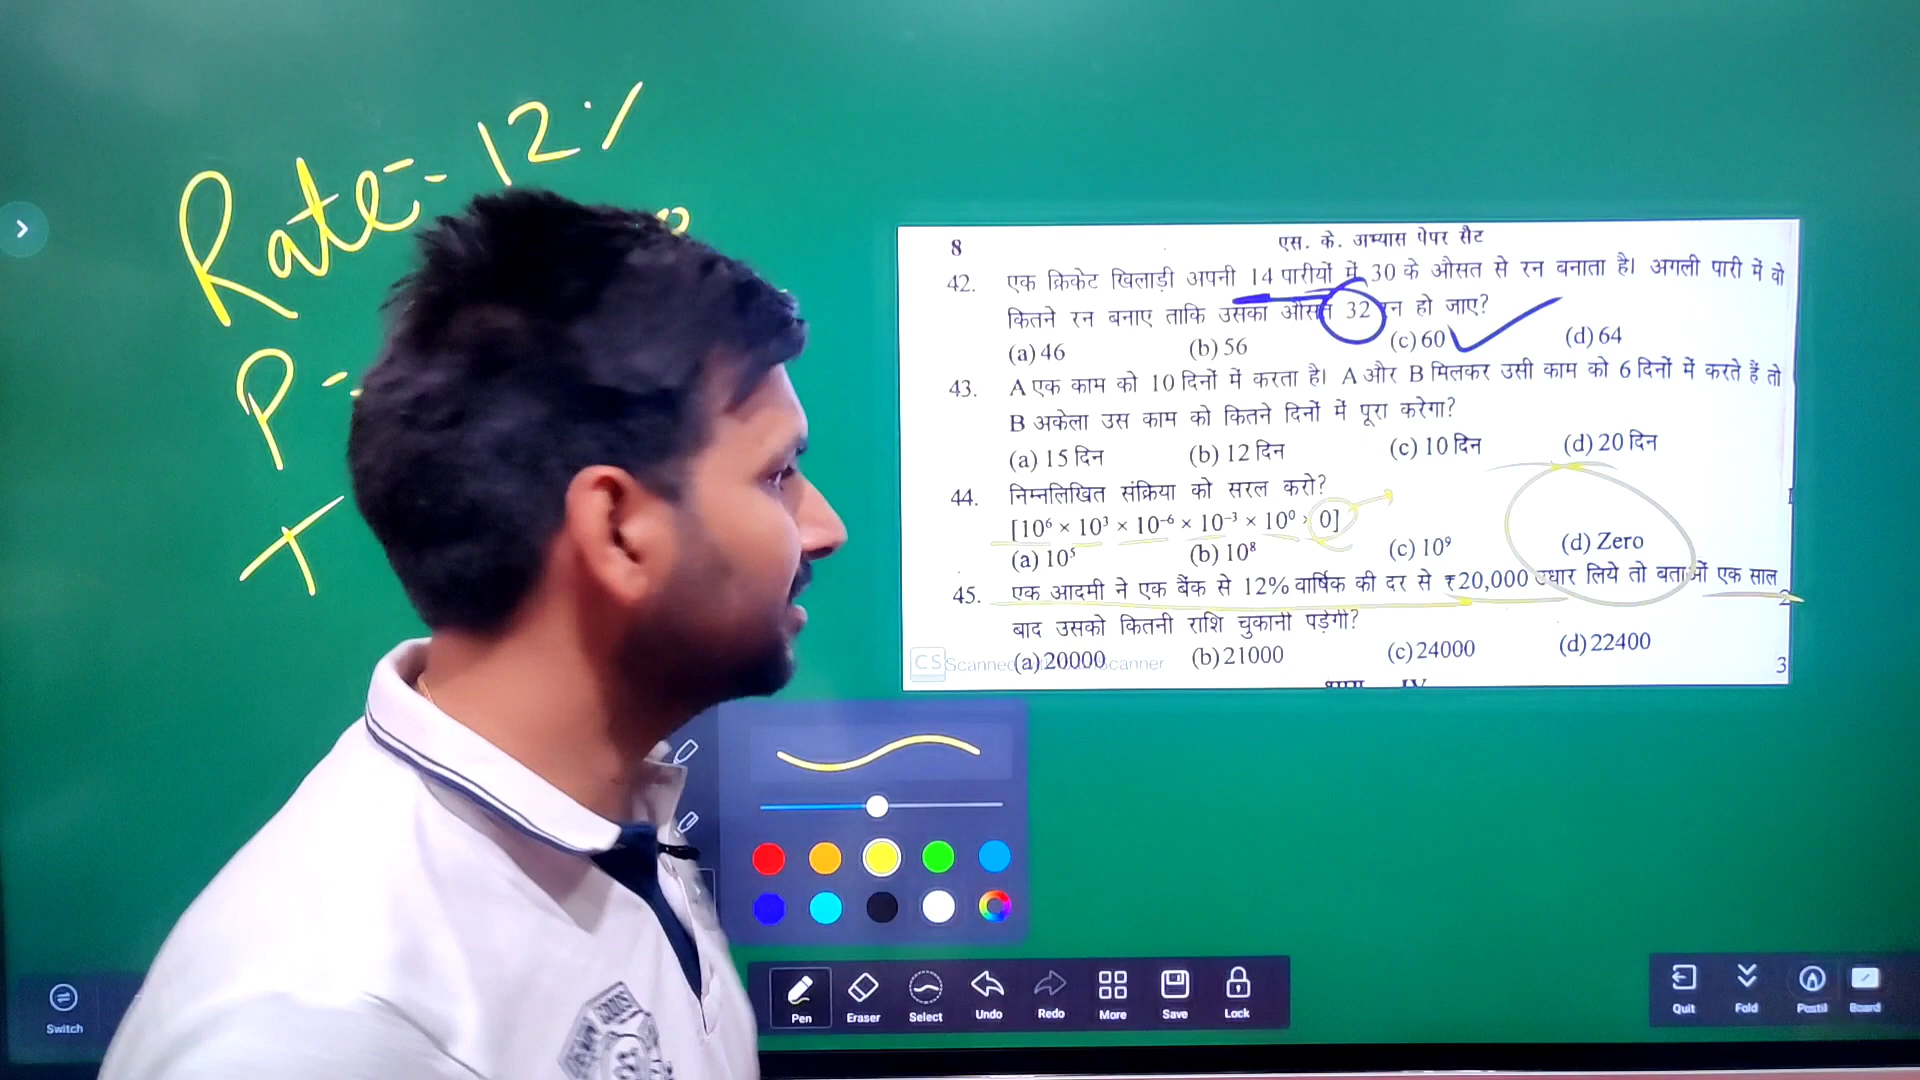 Rate - 12%
P -
T
8 एस. के. अभ्यास पेपर सैट
42. एक क्रिकेट खिलाड़ी अपनी 14 पारीयों में 30 के औसत से रन बनाता है। अगली पारी में वो
कितने रन बनाए ताकि उसका औसत 32 रन हो जाए?
(a) 46 (b) 56 (c) 60 (d) 64
43. A एक काम को 10 दिनों में करता है। A और B मिलकर उसी काम को 6 दिनों में करते हैं तो
B अकेला उस काम को कितने दिनों में पूरा करेगा?
(a) 15 दिन (b) 12 दिन (c) 10 दिन (d) 20 दिन
44. निम्नलिखित संक्रिया को सरल करो?
[10⁶ × 10³ × 10⁻⁶ × 10⁻³ × 10⁰ × 0]
(a) 10⁵ (b) 10⁸ (c) 10⁹ (d) Zero
45. एक आदमी ने एक बैंक से 12% वार्षिक की दर से ₹20,000 उधार लिये तो बताओं एक साल
बाद उसको कितनी राशि चुकानी पड़ेगी?
(a) 20000 (b) 21000 (c) 24000 (d) 22400
CS Scanned
2
3
Switch
Pen Eraser Select Undo Redo More Save Lock
Quit Fold Postil Board